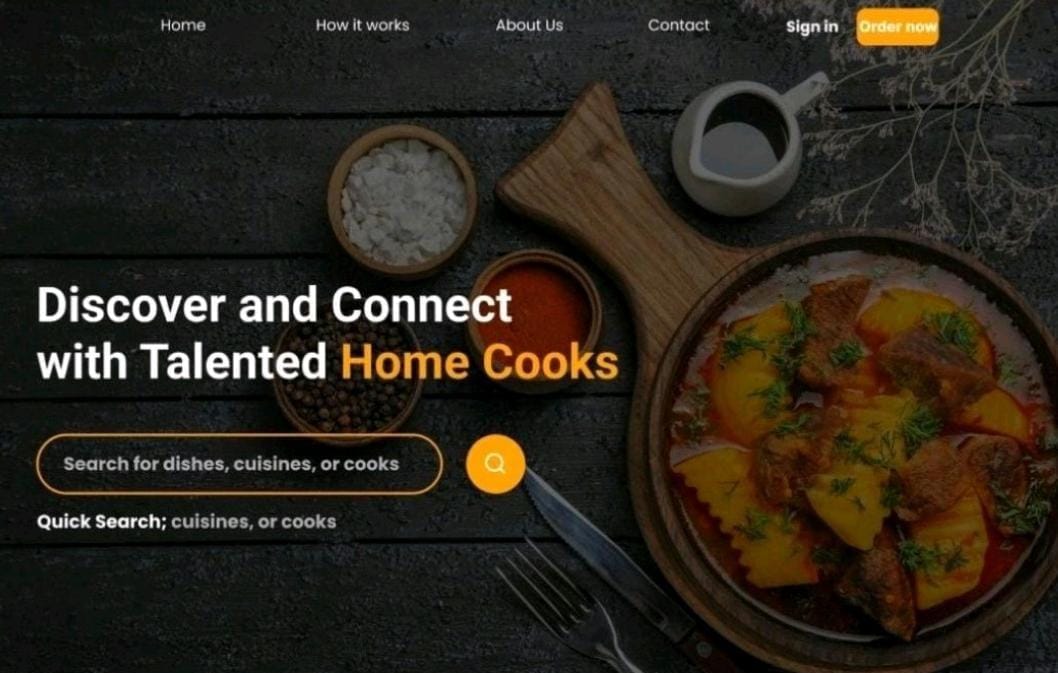 Home
How it works
About Us
Contact
Sign in
Order now
Discover and Connect
with Talented Home Cooks
Search for dishes, cuisines, or cooks
Quick Search; cuisines, or cooks